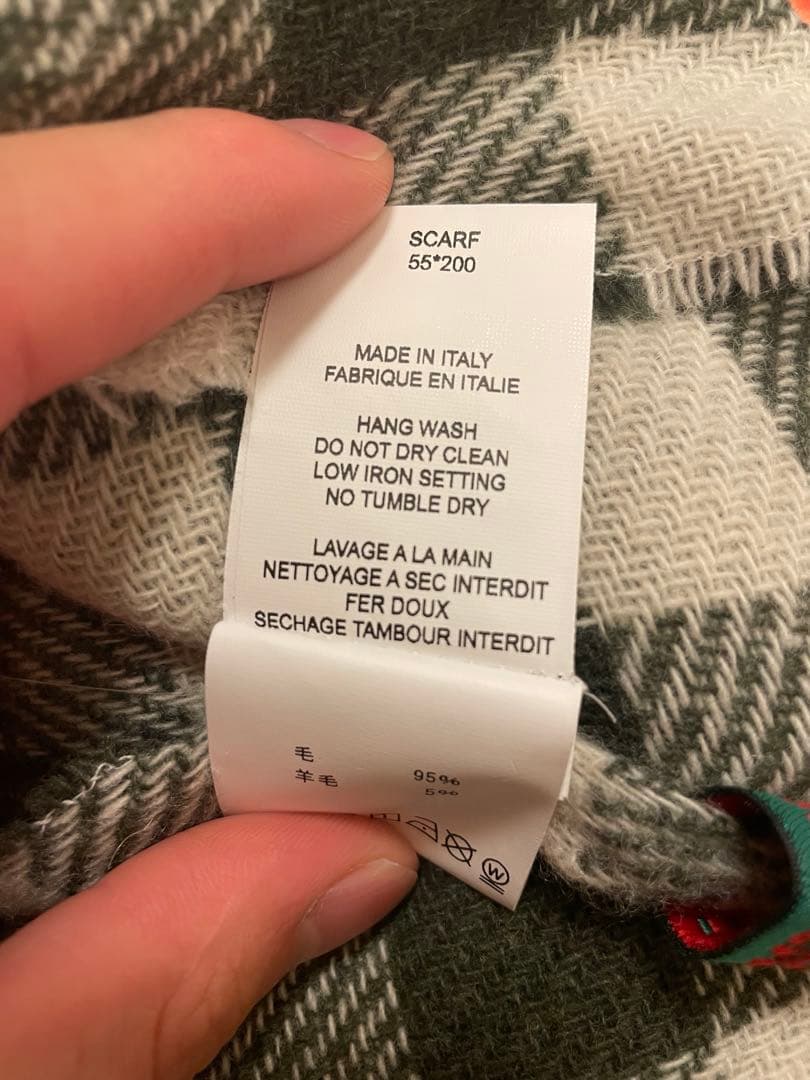 SCARF
55*200
MADE IN ITALY
FABRIQUE EN ITALIE
HANG WASH
DO NOT DRY CLEAN
LOW IRON SETTING
NO TUMBLE DRY
LAVAGE A LA MAIN
NETTOYAGE A SEC INTERDIT
FER DOUX
SECHAGE TAMBOUR INTERDIT
毛 95%
羊毛 5%
W